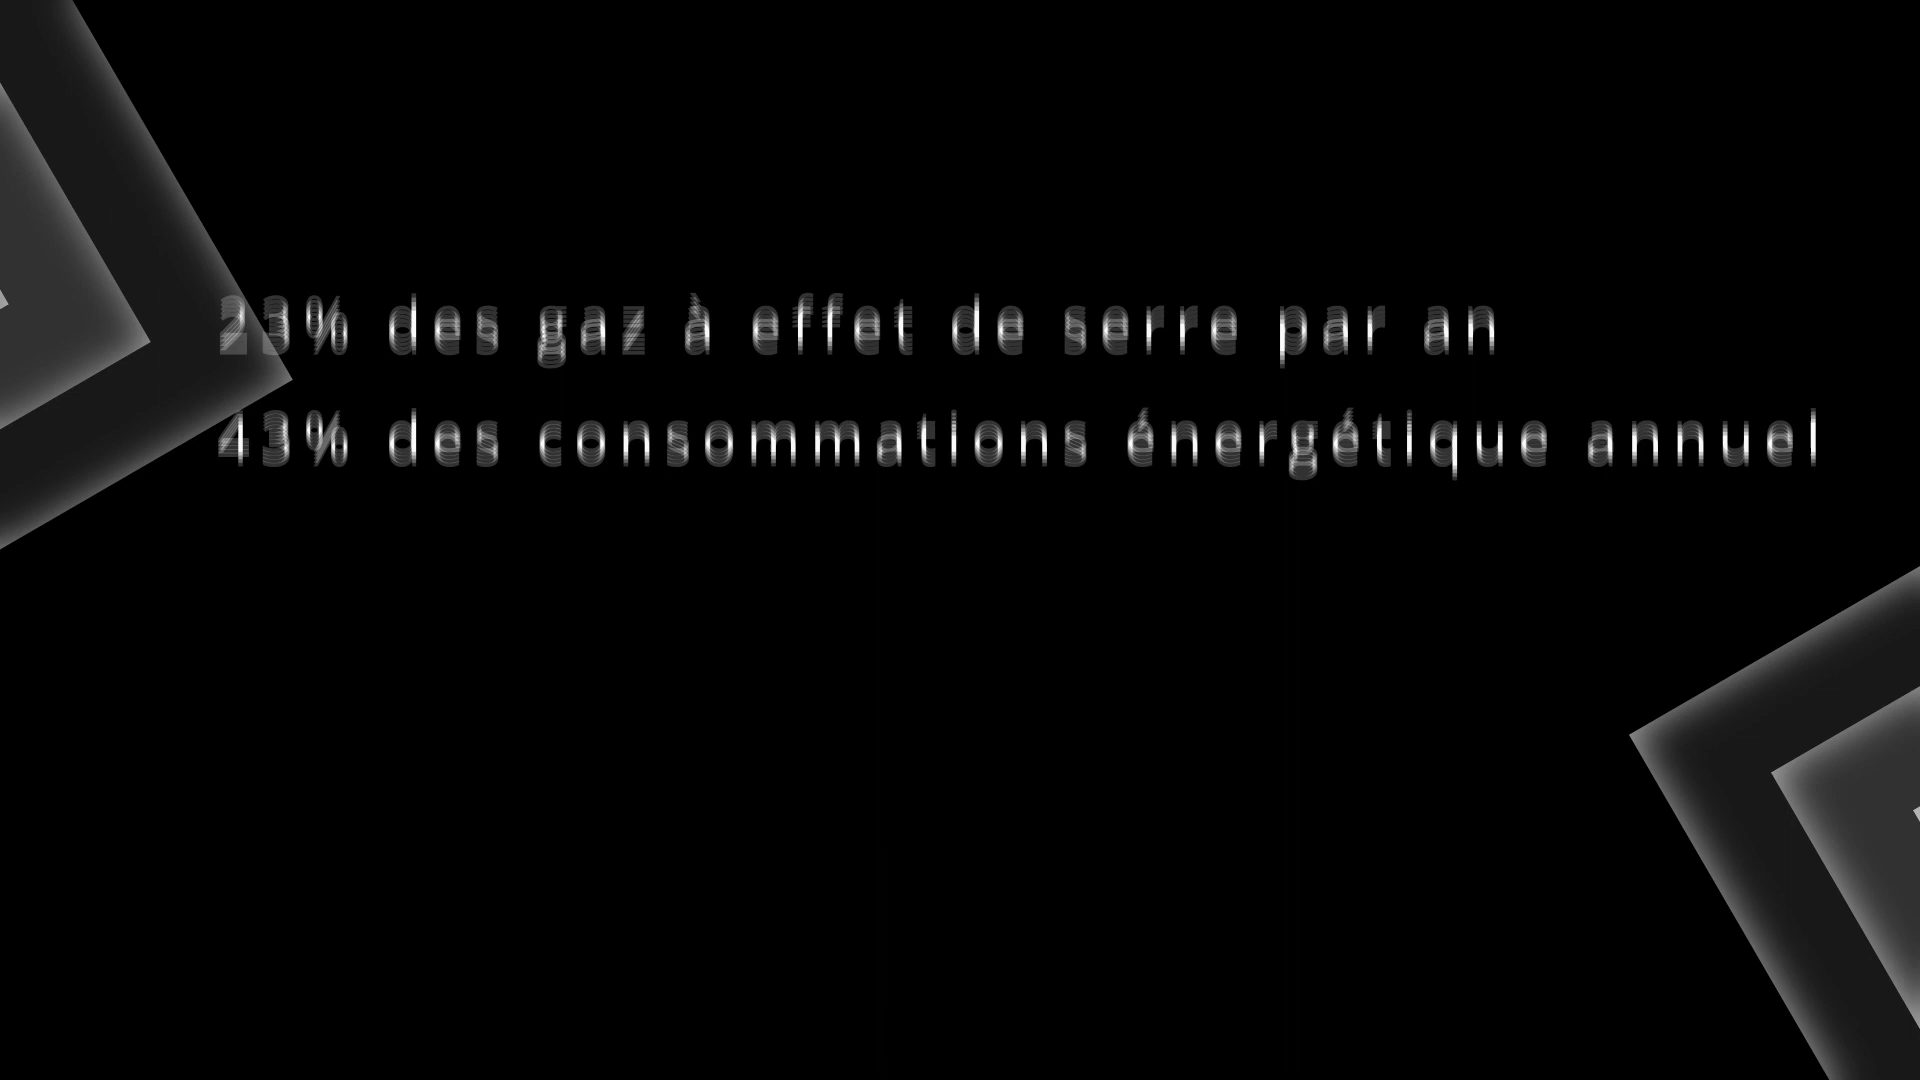 23% des gaz à effet de serre par an
43% des consommations énergétique annuel